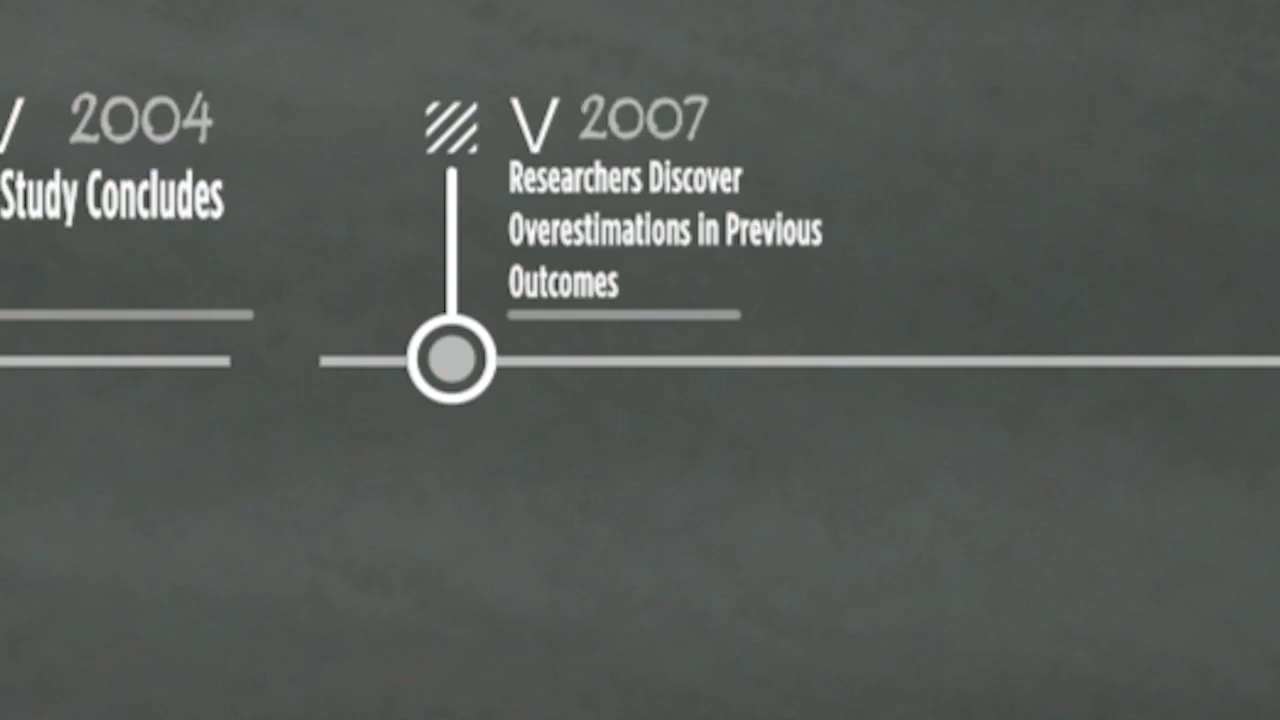 V 2004
Study Concludes
V 2007
Researchers Discover
Overestimations in Previous
Outcomes